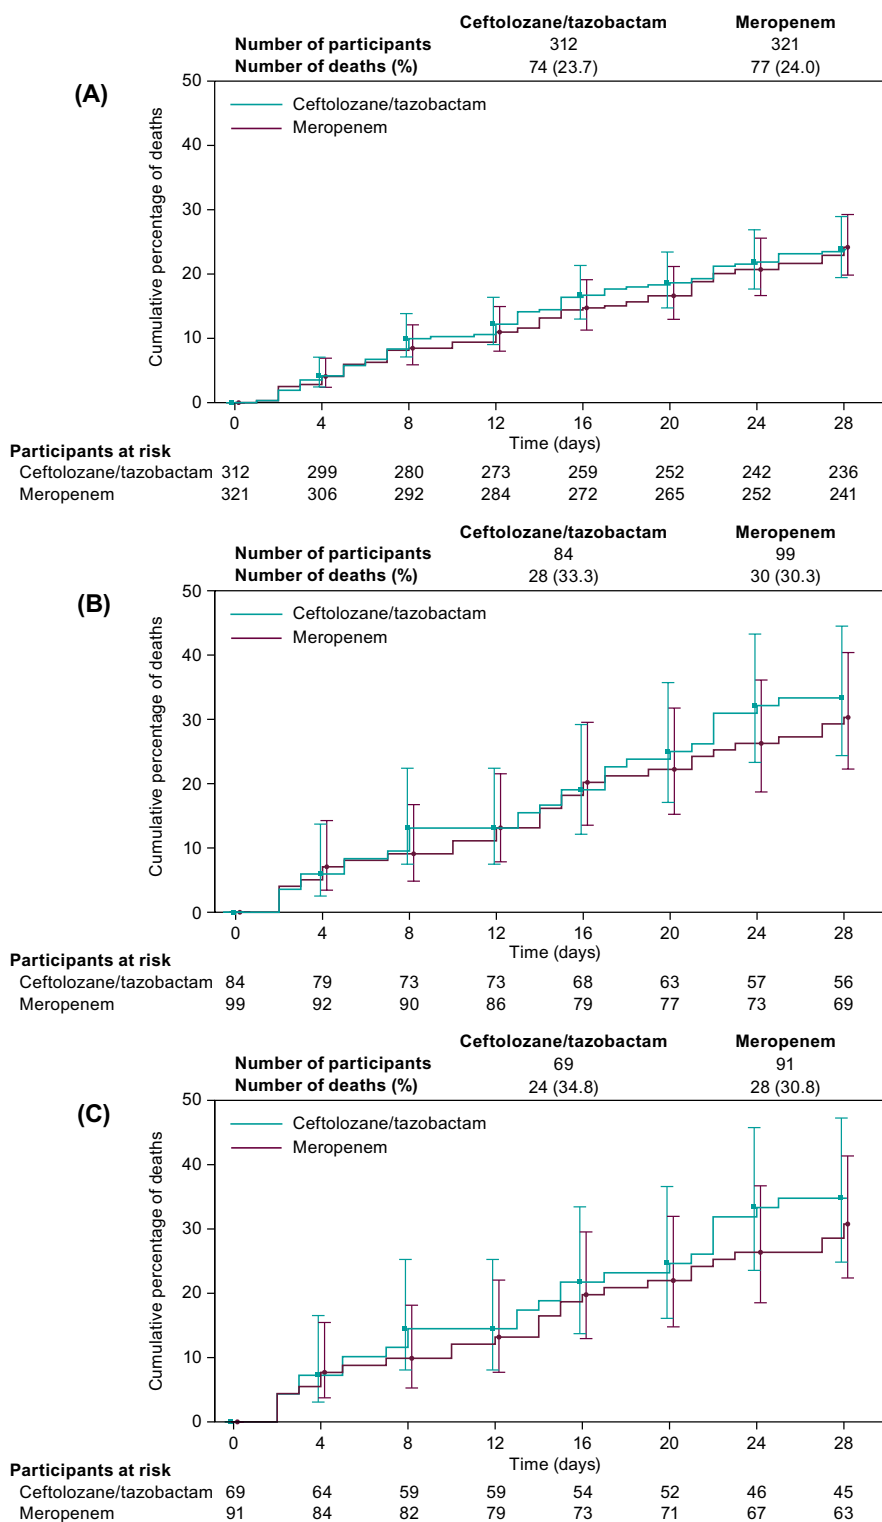 Ceftolozane/tazobactam Meropenem
Number of participants 312 321
Number of deaths (%) 74 (23.7) 77 (24.0)
(A)
Cumulative percentage of deaths
50
40
30
20
10
0
Ceftolozane/tazobactam
Meropenem
0 4 8 12 16 20 24 28
Time (days)
Participants at risk
Ceftolozane/tazobactam 312 299 280 273 259 252 242 236
Meropenem 321 306 292 284 272 265 252 241
Ceftolozane/tazobactam Meropenem
Number of participants 84 99
Number of deaths (%) 28 (33.3) 30 (30.3)
(B)
Cumulative percentage of deaths
50
40
30
20
10
0
Ceftolozane/tazobactam
Meropenem
0 4 8 12 16 20 24 28
Time (days)
Participants at risk
Ceftolozane/tazobactam 84 79 73 73 68 63 57 56
Meropenem 99 92 90 86 79 77 73 69
Ceftolozane/tazobactam Meropenem
Number of participants 69 91
Number of deaths (%) 24 (34.8) 28 (30.8)
(C)
Cumulative percentage of deaths
50
40
30
20
10
0
Ceftolozane/tazobactam
Meropenem
0 4 8 12 16 20 24 28
Time (days)
Participants at risk
Ceftolozane/tazobactam 69 64 59 59 54 52 46 45
Meropenem 91 84 82 79 73 71 67 63